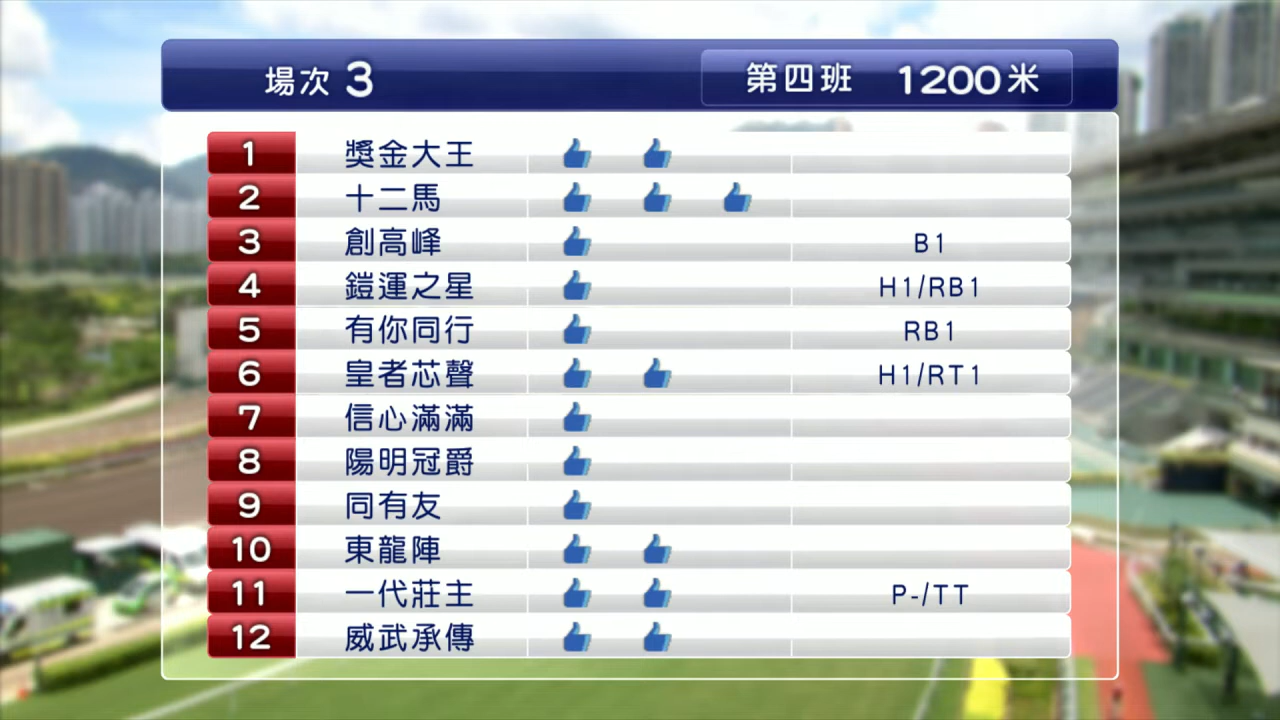 場次 3
第四班 1200米
1 獎金大王
2 十二馬
3 創高峰 B1
4 鎧運之星 H1/RB1
5 有你同行 RB1
6 皇者芯聲 H1/RT1
7 信心滿滿
8 陽明冠爵
9 同有友
10 東龍陣
11 一代莊主 P-/TT
12 威武承傳